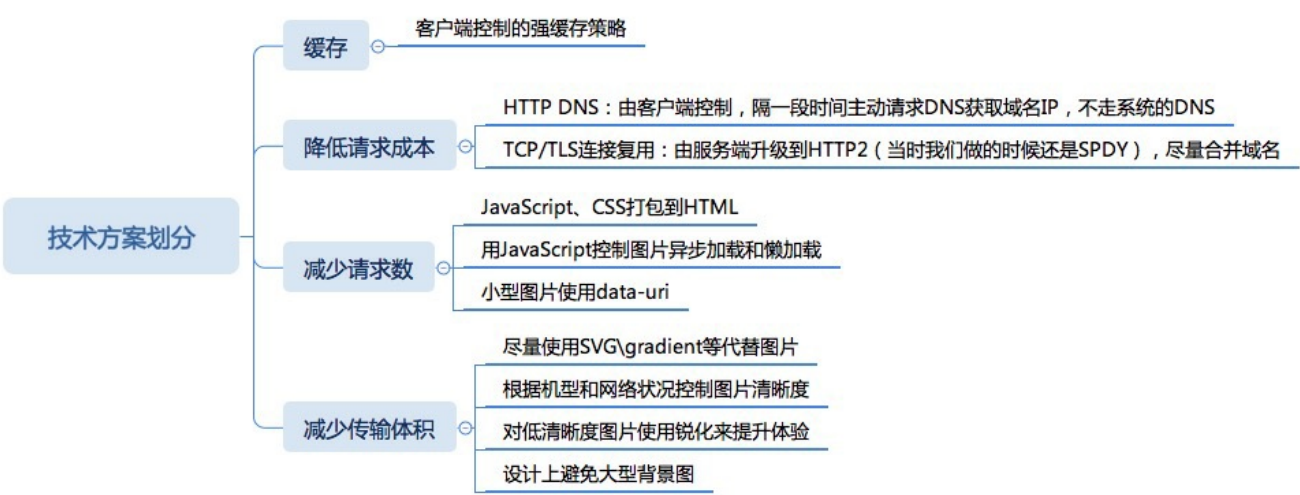 技术方案划分
缓存
客户端控制的强缓存策略
降低请求成本
HTTP DNS：由客户端控制，隔一段时间主动请求DNS获取域名IP，不走系统的DNS
TCP/TLS连接复用：由服务端升级到HTTP2（当时我们做的时候还是SPDY），尽量合并域名
减少请求数
JavaScript、CSS打包到HTML
用JavaScript控制图片异步加载和懒加载
小型图片使用data-uri
减少传输体积
尽量使用SVG\gradient等代替图片
根据机型和网络状况控制图片清晰度
对低清晰度图片使用锐化来提升体验
设计上避免大型背景图